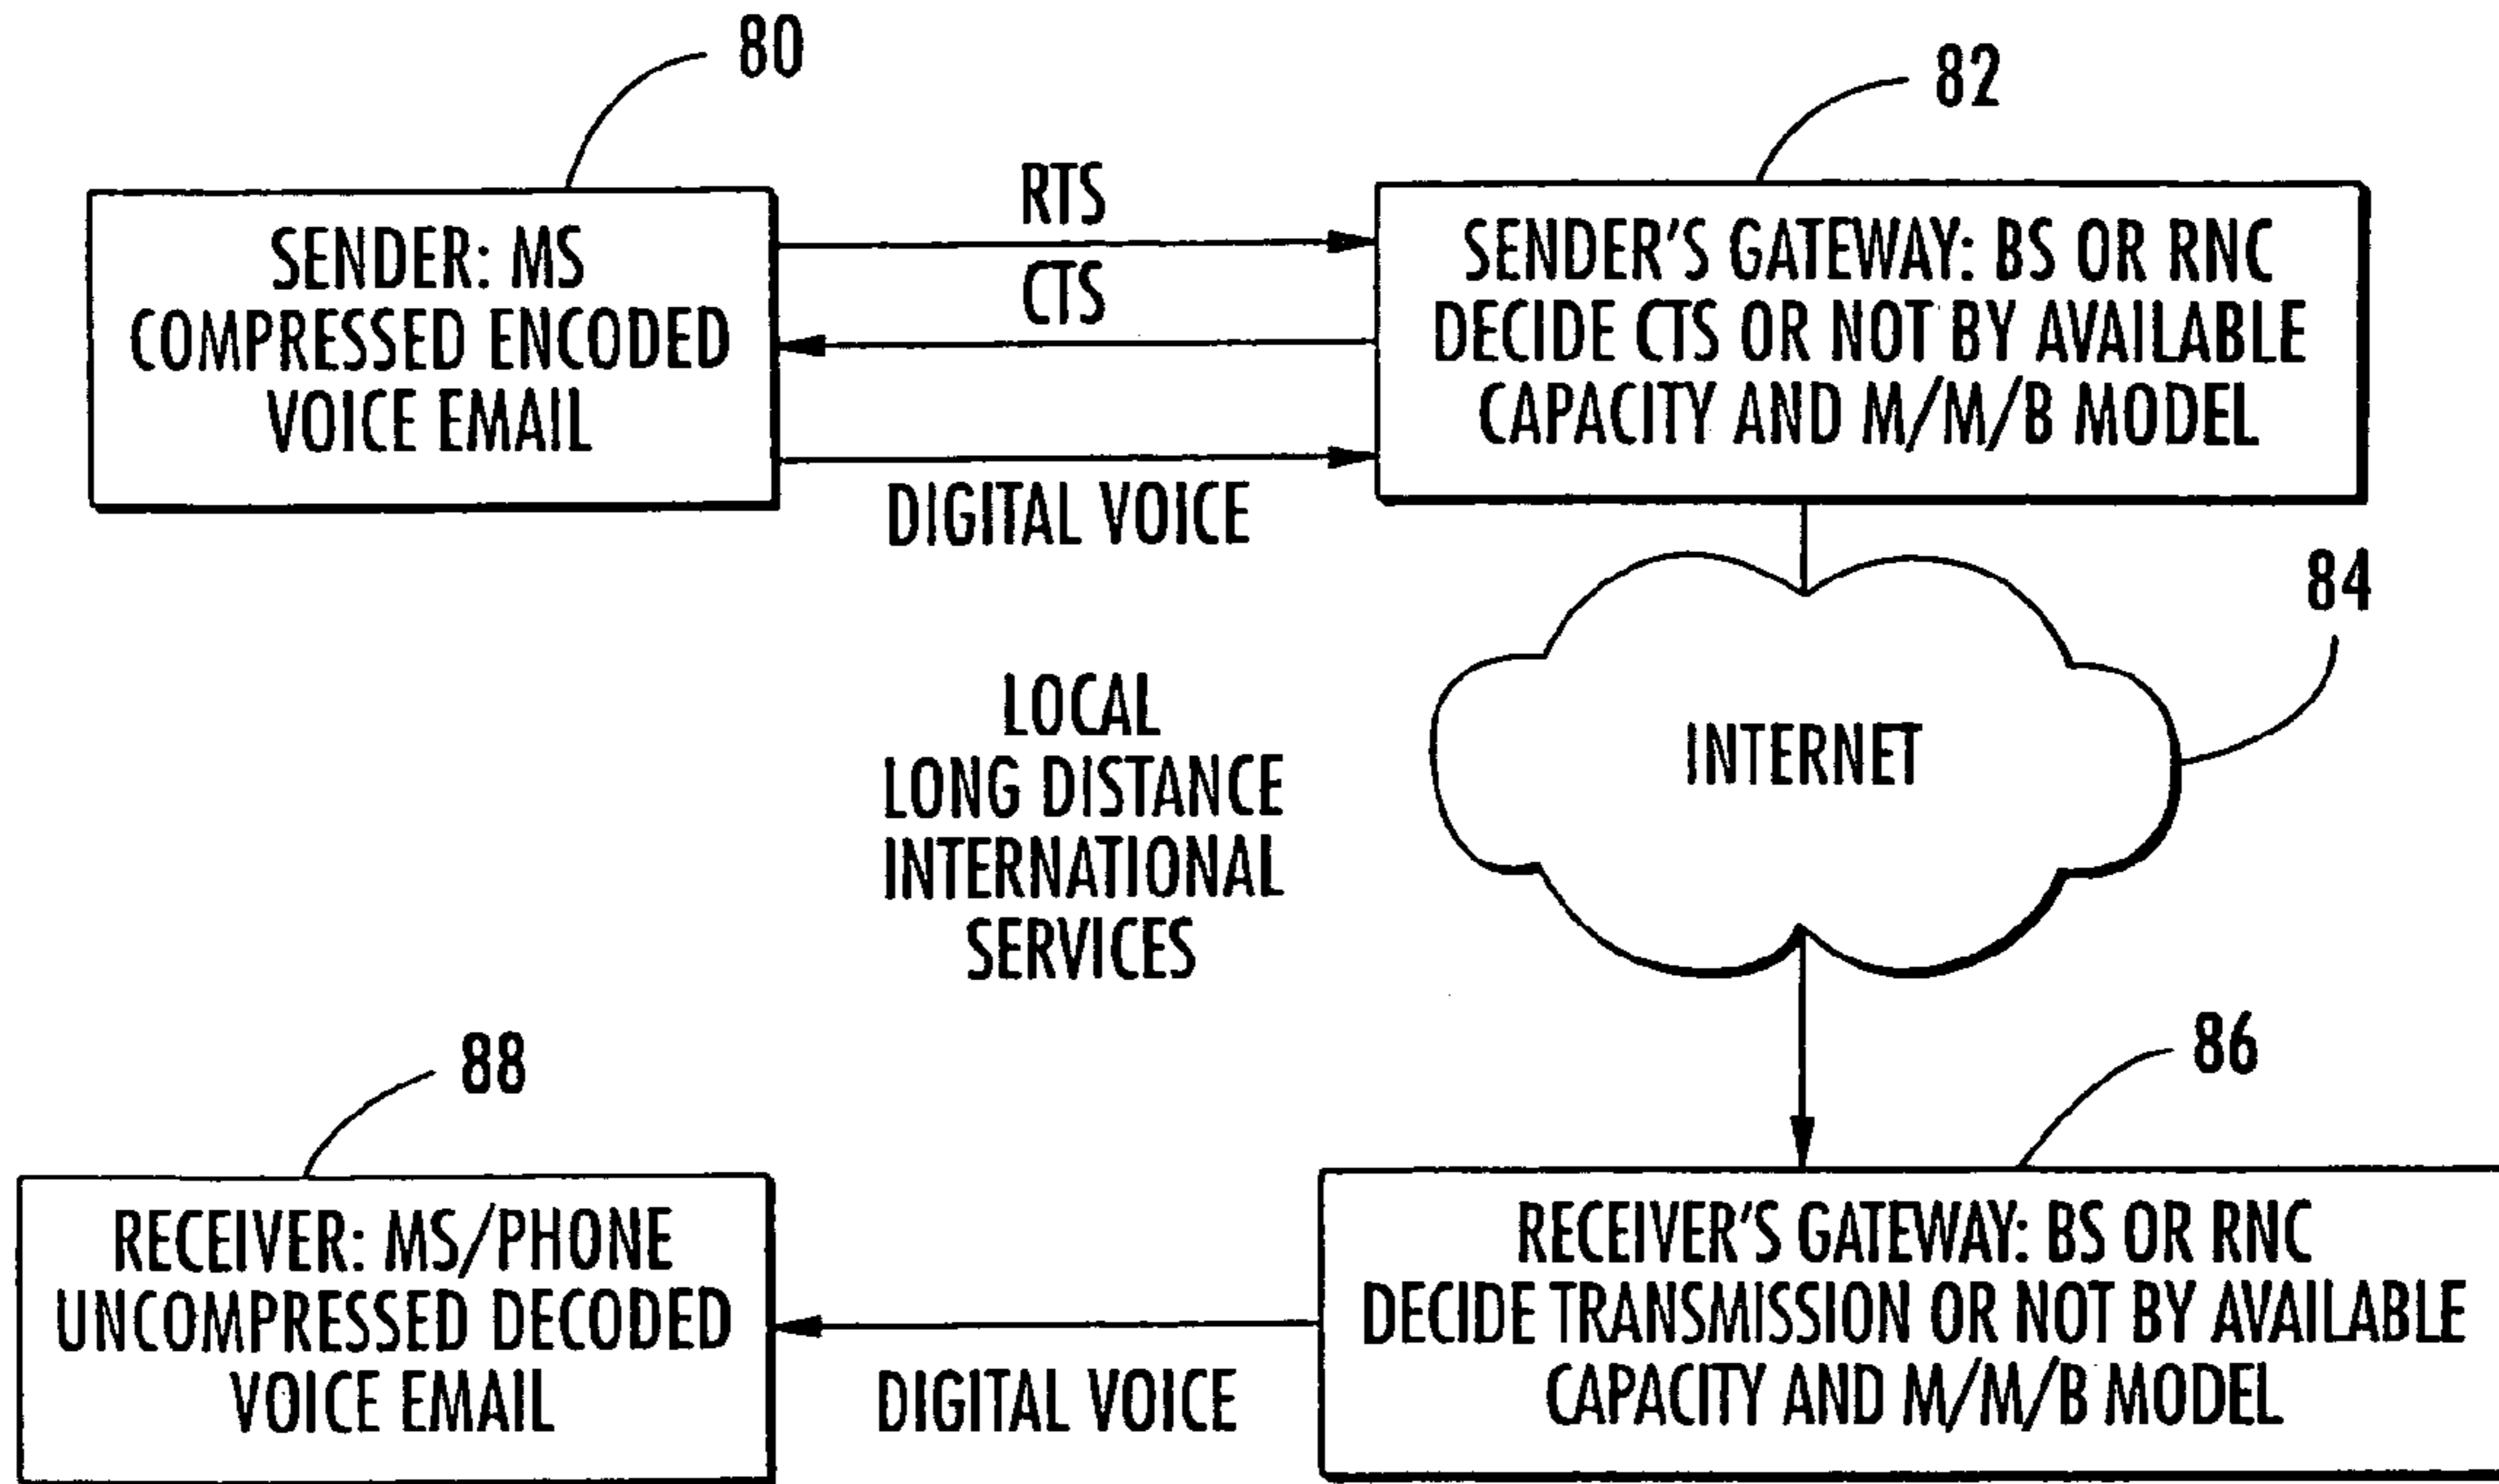 80
82
RTS
SENDER: MS
COMPRESSED ENCODED
VOICE EMAIL
CTS
SENDER'S GATEWAY: BS OR RNC
DECIDE CTS OR NOT BY AVAILABLE
CAPACITY AND M/M/B MODEL
DIGITAL VOICE
84
LOCAL
LONG DISTANCE
INTERNATIONAL
SERVICES
INTERNET
88
86
RECEIVER: MS/PHONE
UNCOMPRESSED DECODED
VOICE EMAIL
DIGITAL VOICE
RECEIVER'S GATEWAY: BS OR RNC
DECIDE TRANSMISSION OR NOT BY AVAILABLE
CAPACITY AND M/M/B MODEL